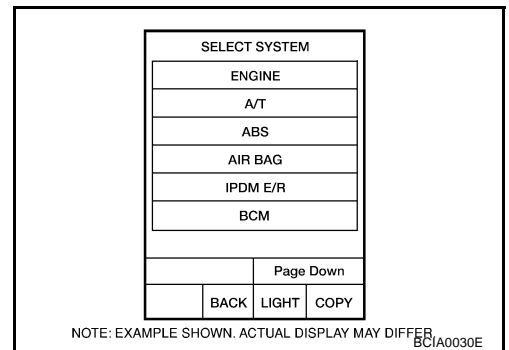 SELECT SYSTEM
ENGINE
A/T
ABS
AIR BAG
IPDM E/R
BCM
Page Down
BACK LIGHT COPY
NOTE: EXAMPLE SHOWN. ACTUAL DISPLAY MAY DIFFER.
BCIA0030E